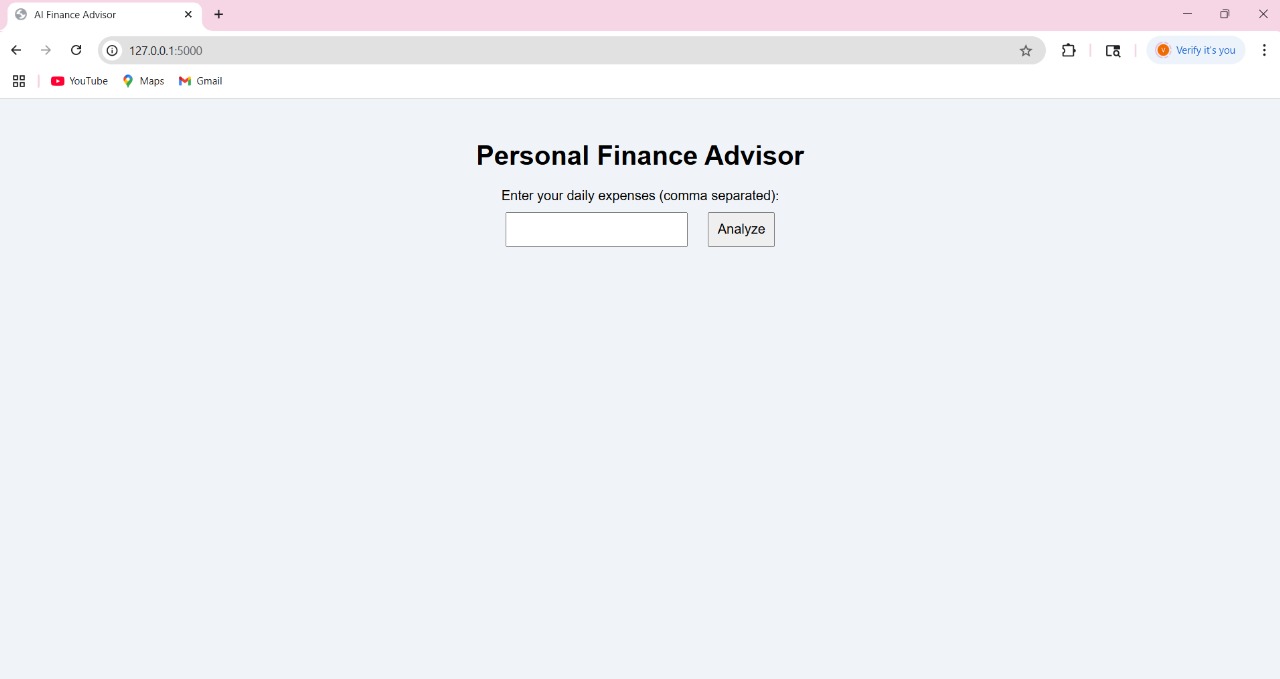 AI Finance Advisor
127.0.0.1:5000
V
Verify it's you
YouTube
Maps
Gmail
Personal Finance Advisor
Enter your daily expenses (comma separated):
Analyze